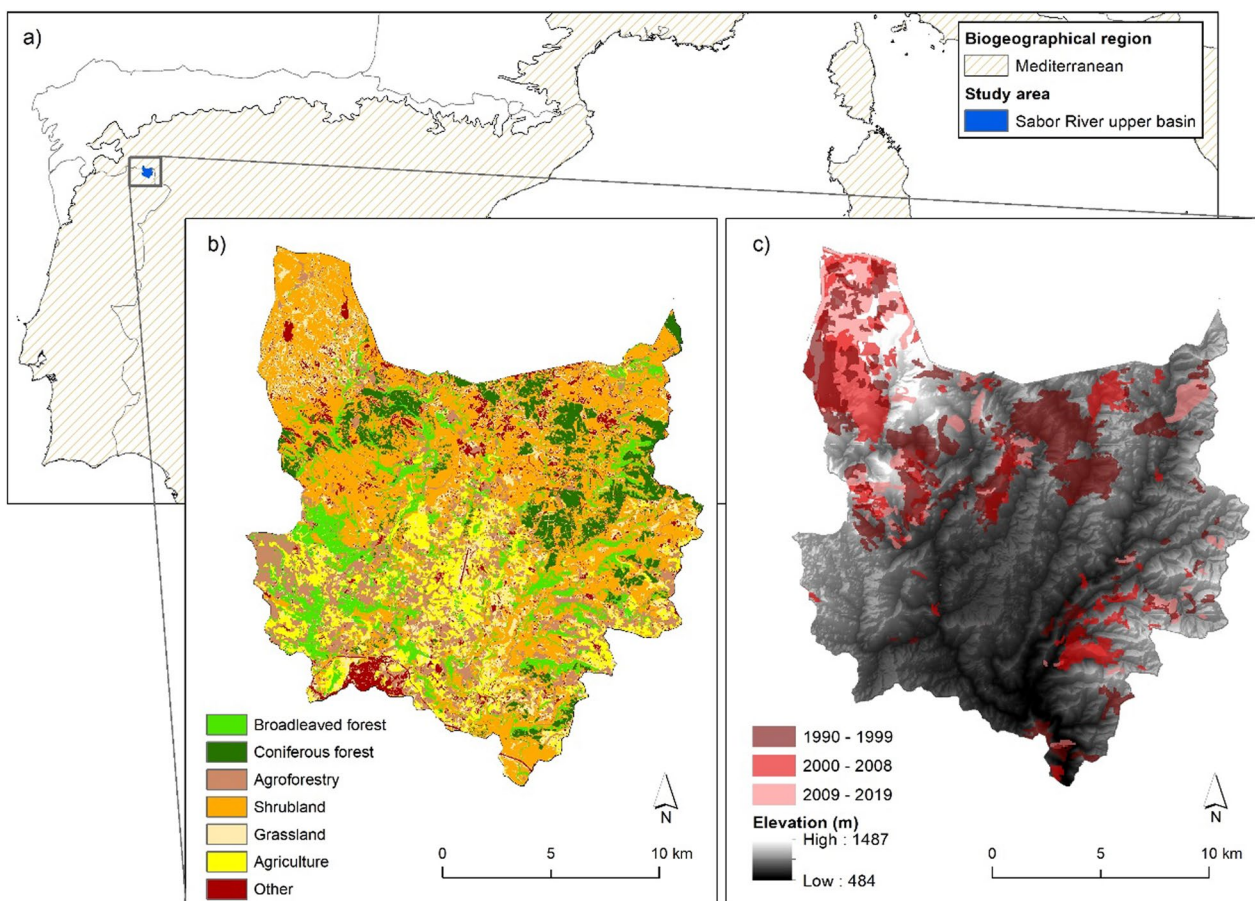 a)
Biogeographical region
Mediterranean
Study area
Sabor River upper basin
b)
Broadleaved forest
Coniferous forest
Agroforestry
Shrubland
Grassland
Agriculture
Other
N
0 5 10 km
c)
1990 - 1999
2000 - 2008
2009 - 2019
Elevation (m)
High : 1487
Low : 484
N
0 5 10 km